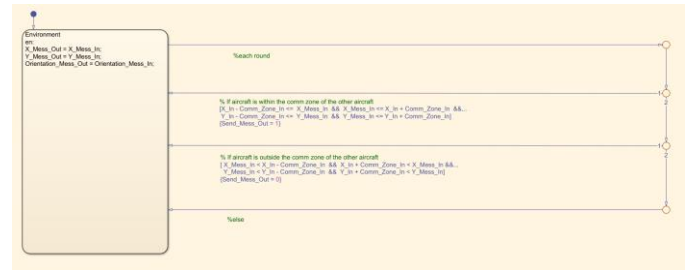 Environment
en:
X_Mess_Out = X_Mess_In;
Y_Mess_Out = Y_Mess_In;
Orientation_Mess_Out = Orientation_Mess_In;
%each round
1
% If aircraft is within the comm zone of the other aircraft
[X_In - Comm_Zone_In <= X_Mess_In && X_Mess_In <= X_In + Comm_Zone_In &&...
Y_In - Comm_Zone_In <= Y_Mess_In && Y_Mess_In <= Y_In + Comm_Zone_In]
{Send_Mess_Out = 1}
1
2
% If aircraft is outside the comm zone of the other aircraft
[ X_Mess_In < X_In - Comm_Zone_In && X_In + Comm_Zone_In < X_Mess_In &&...
Y_Mess_In < Y_In - Comm_Zone_In && Y_In + Comm_Zone_In < Y_Mess_In]
{Send_Mess_Out = 0}
2
%else